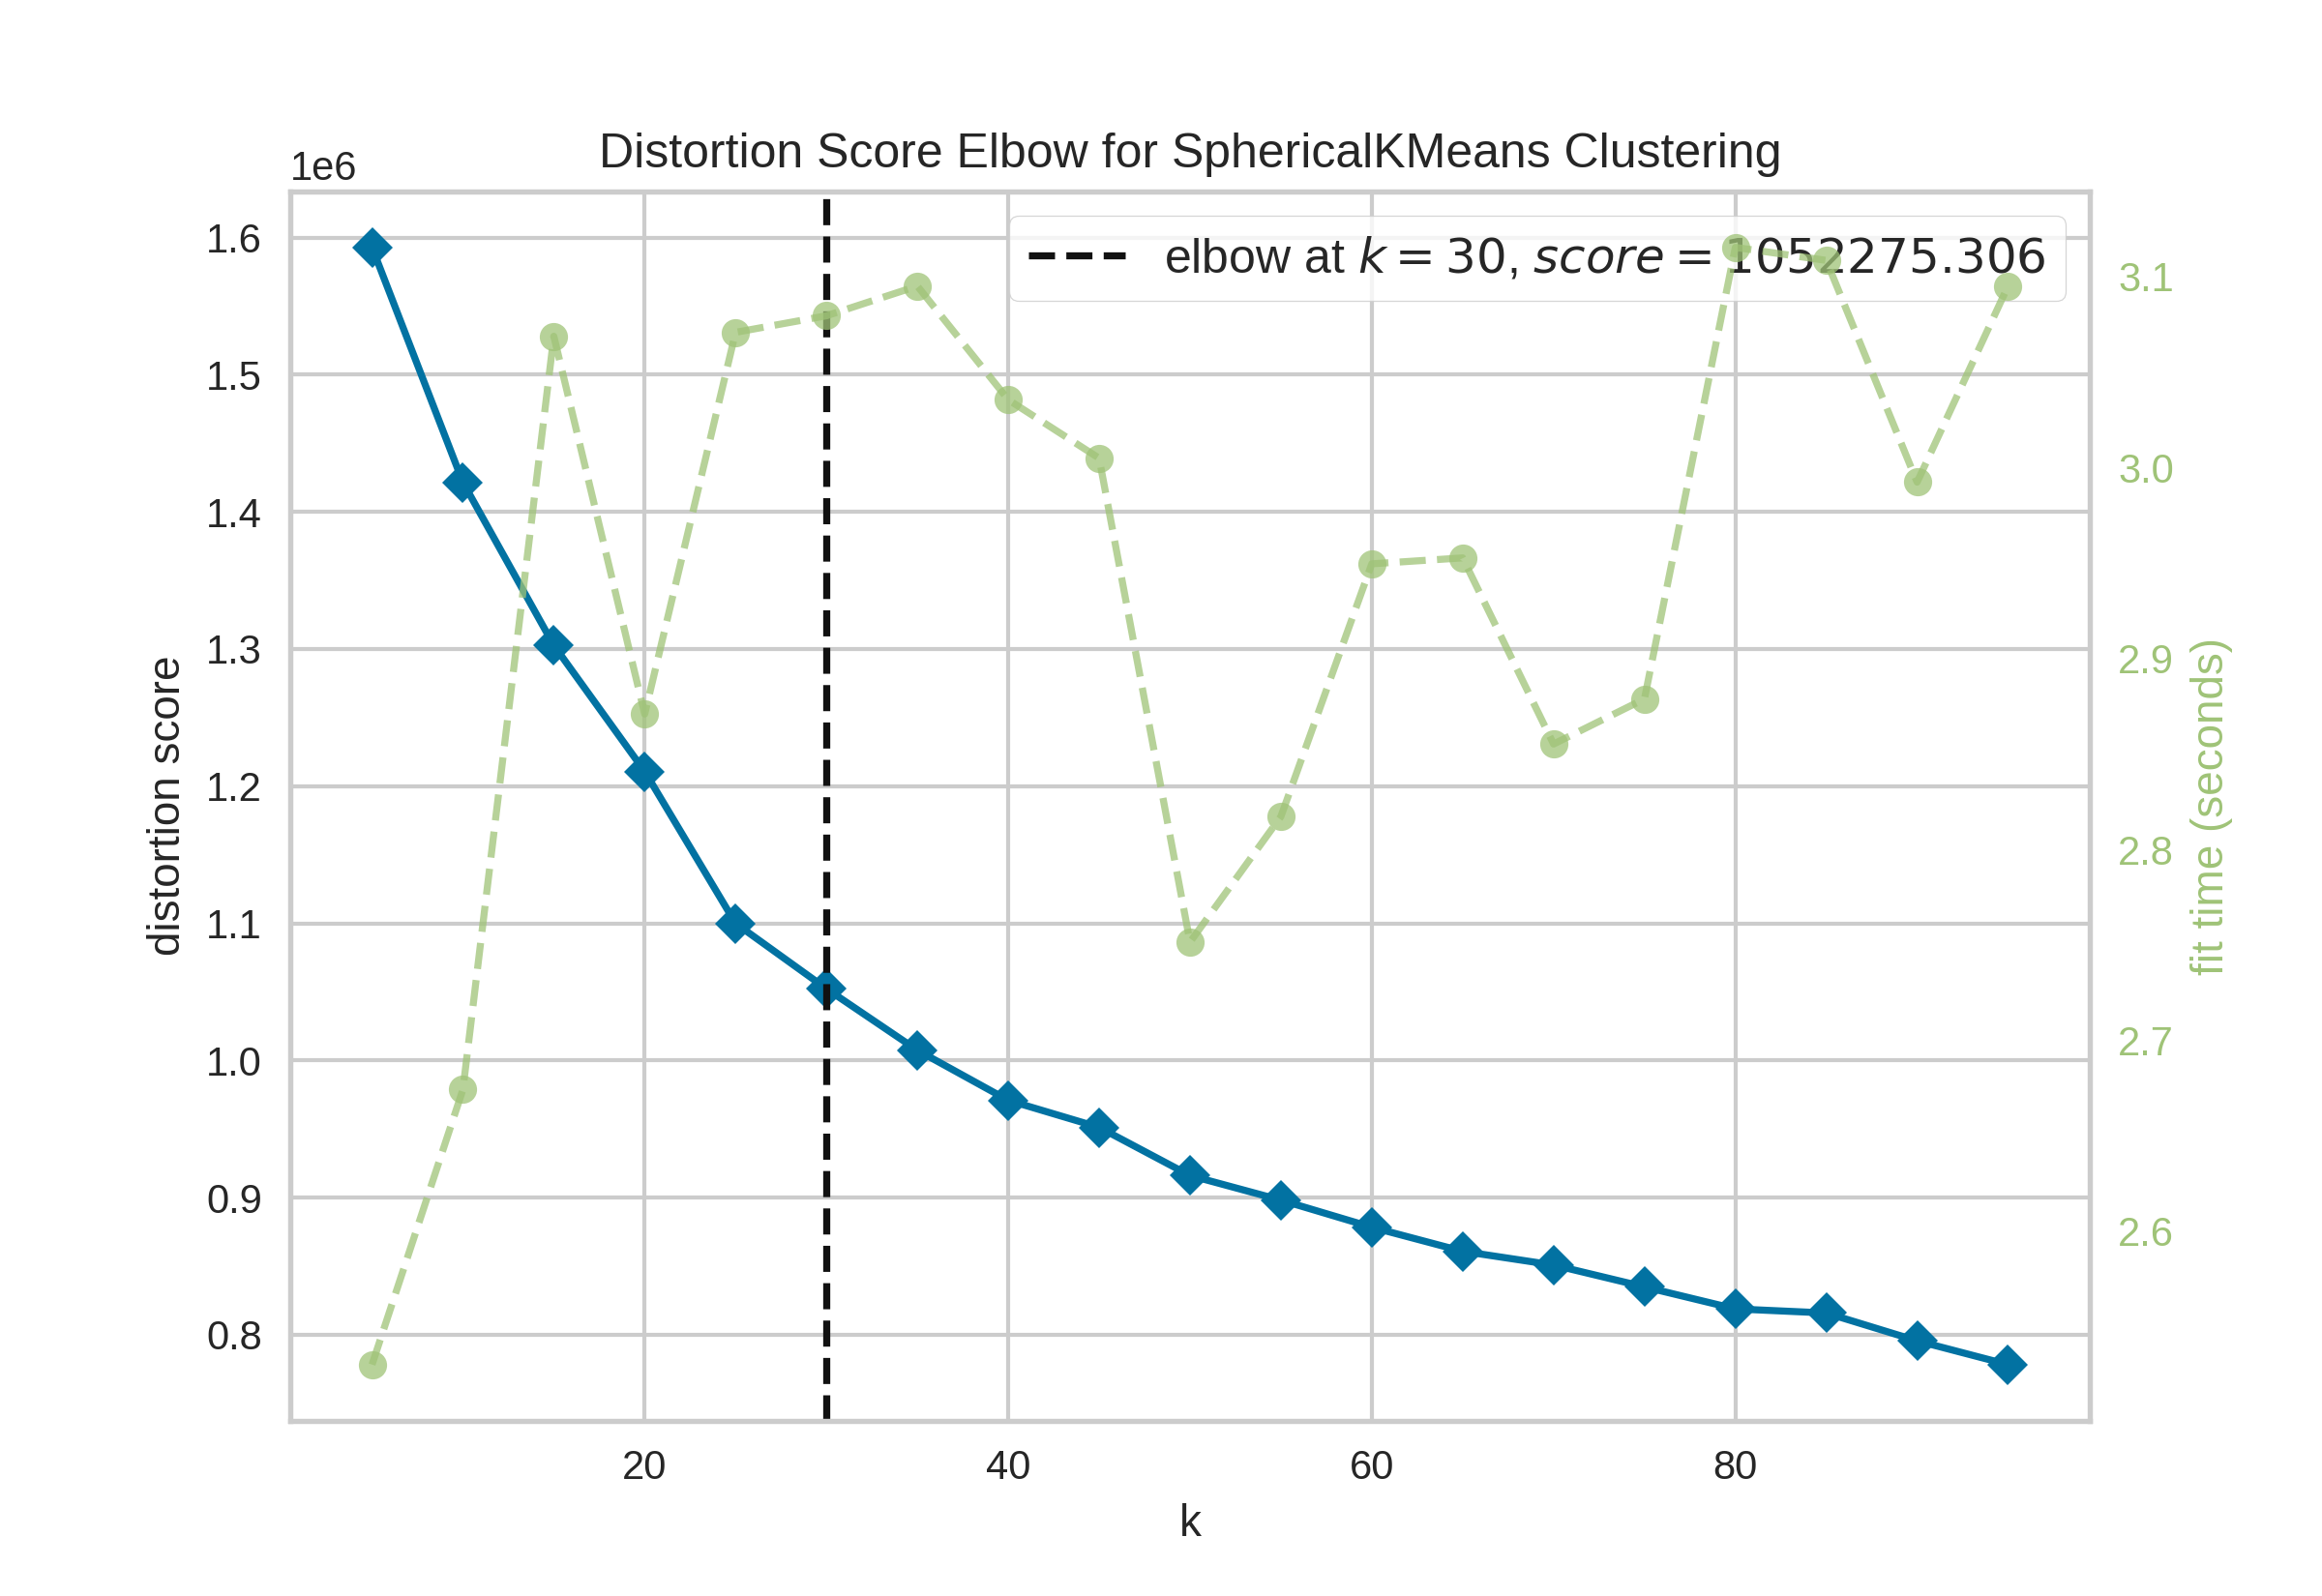 Distortion Score Elbow for SphericalKMeans Clustering
1e6
elbow at k = 30, score = 1052275.306
1.6
1.5
1.4
1.3
1.2
1.1
1.0
0.9
0.8
distortion score
3.1
3.0
2.9
2.8
2.7
2.6
fit time (seconds)
20 40 60 80
k